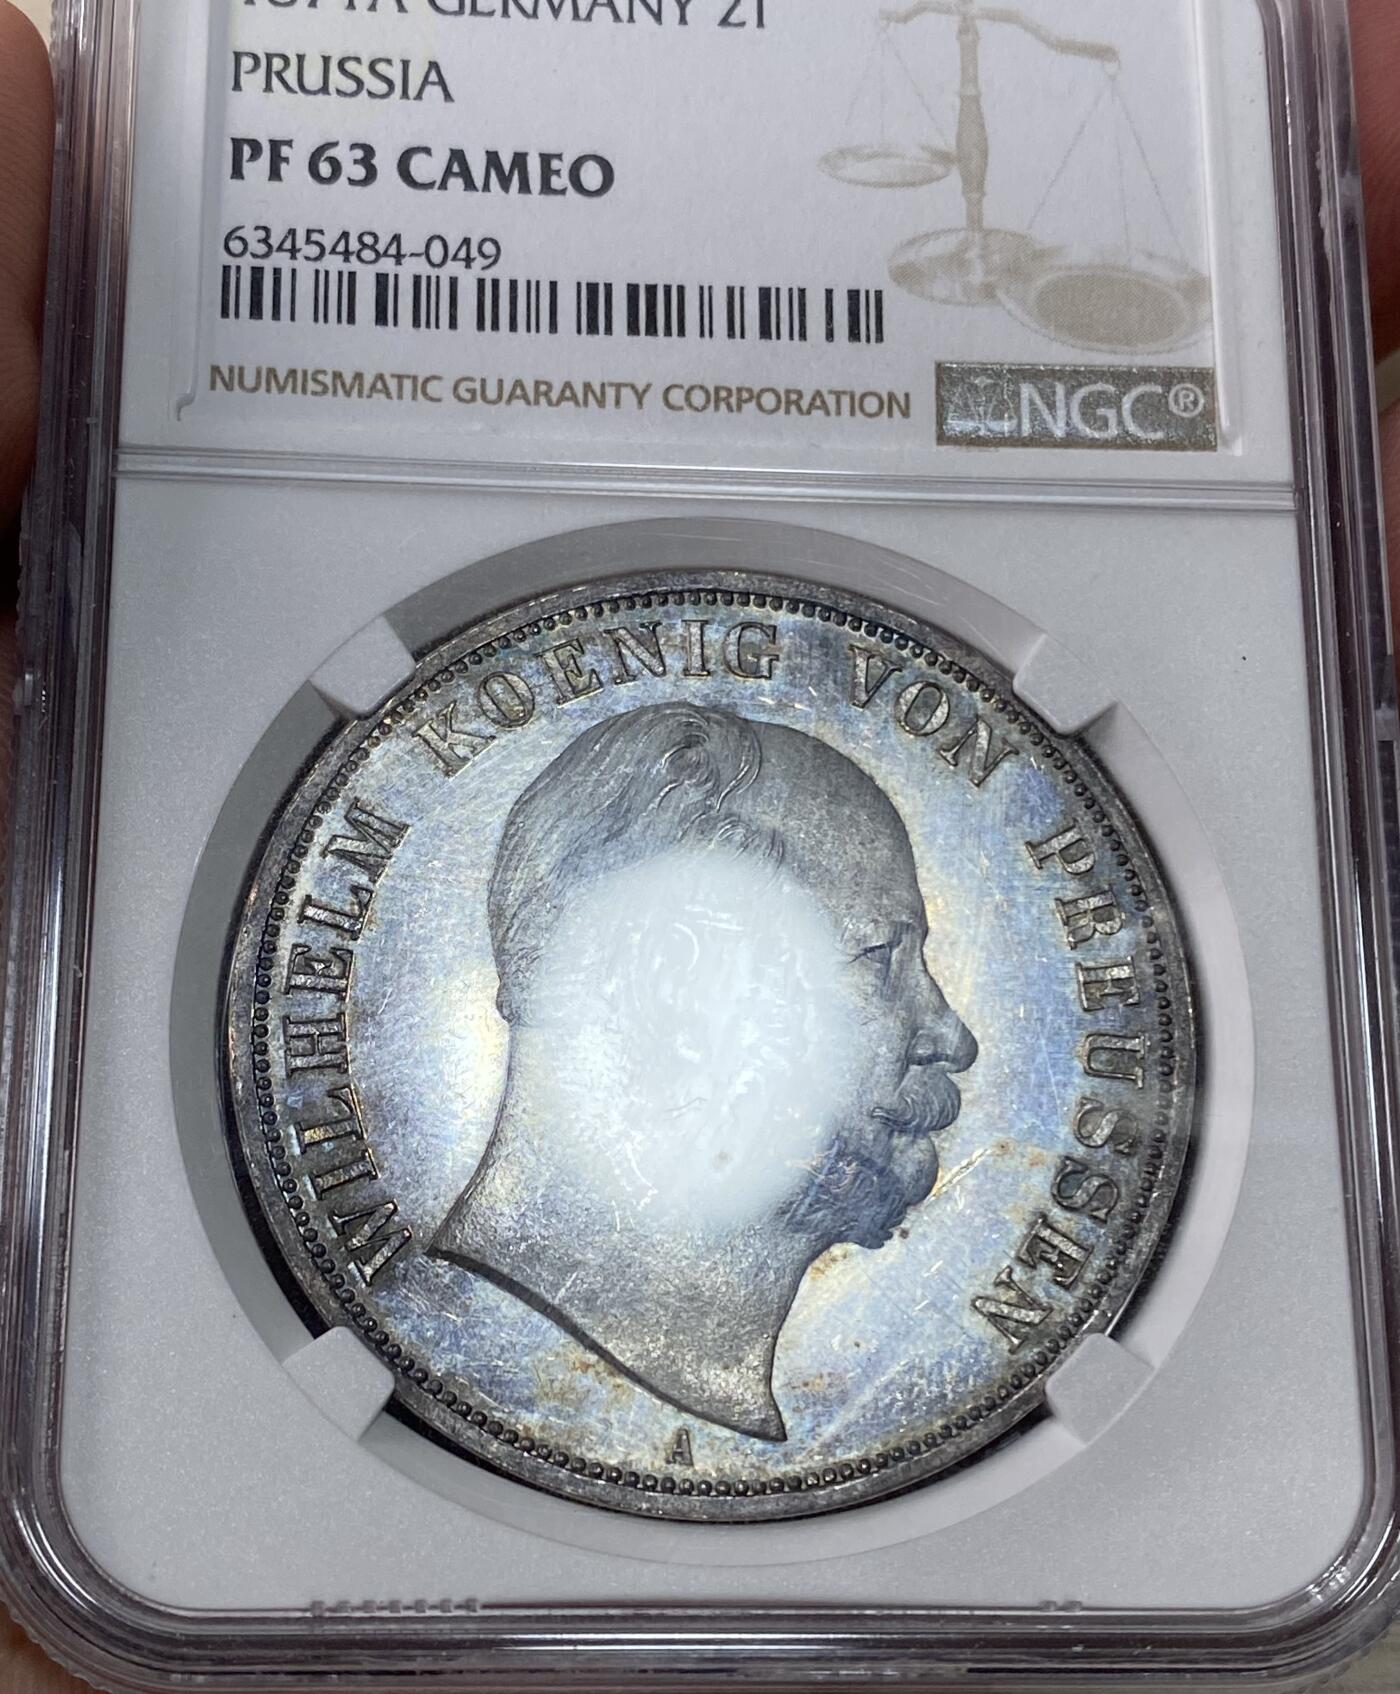 GERMANY 2T
PRUSSIA
PF 63 CAMEO
6345484-049
NUMISMATIC GUARANTY CORPORATION
NGC®
WILHELM KOENIG VON PREUSSEN
A